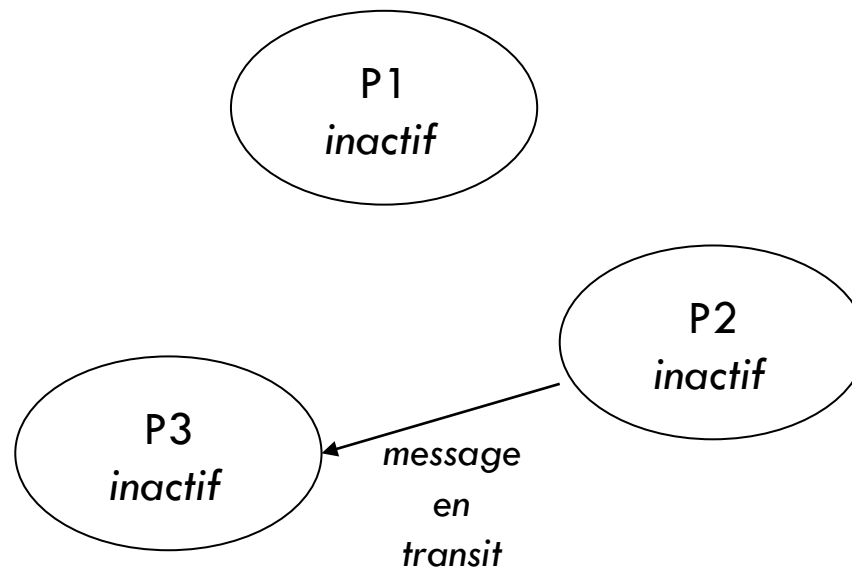 P1
inactif
P2
inactif
P3
inactif
message
en
transit